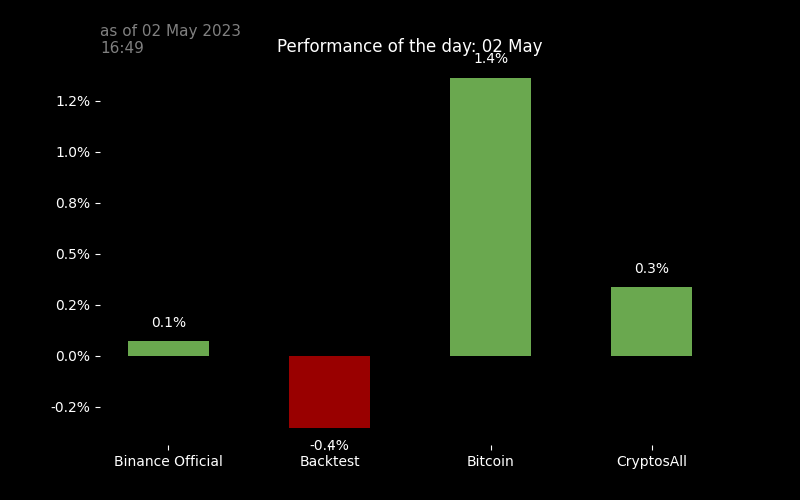 as of 02 May 2023
16:49
Performance of the day: 02 May
1.4%
1.2%
1.0%
0.8%
0.5%
0.3%
0.2%
0.1%
0.0%
-0.2%
-0.4%
Binance Official
Backtest
Bitcoin
CryptosAll